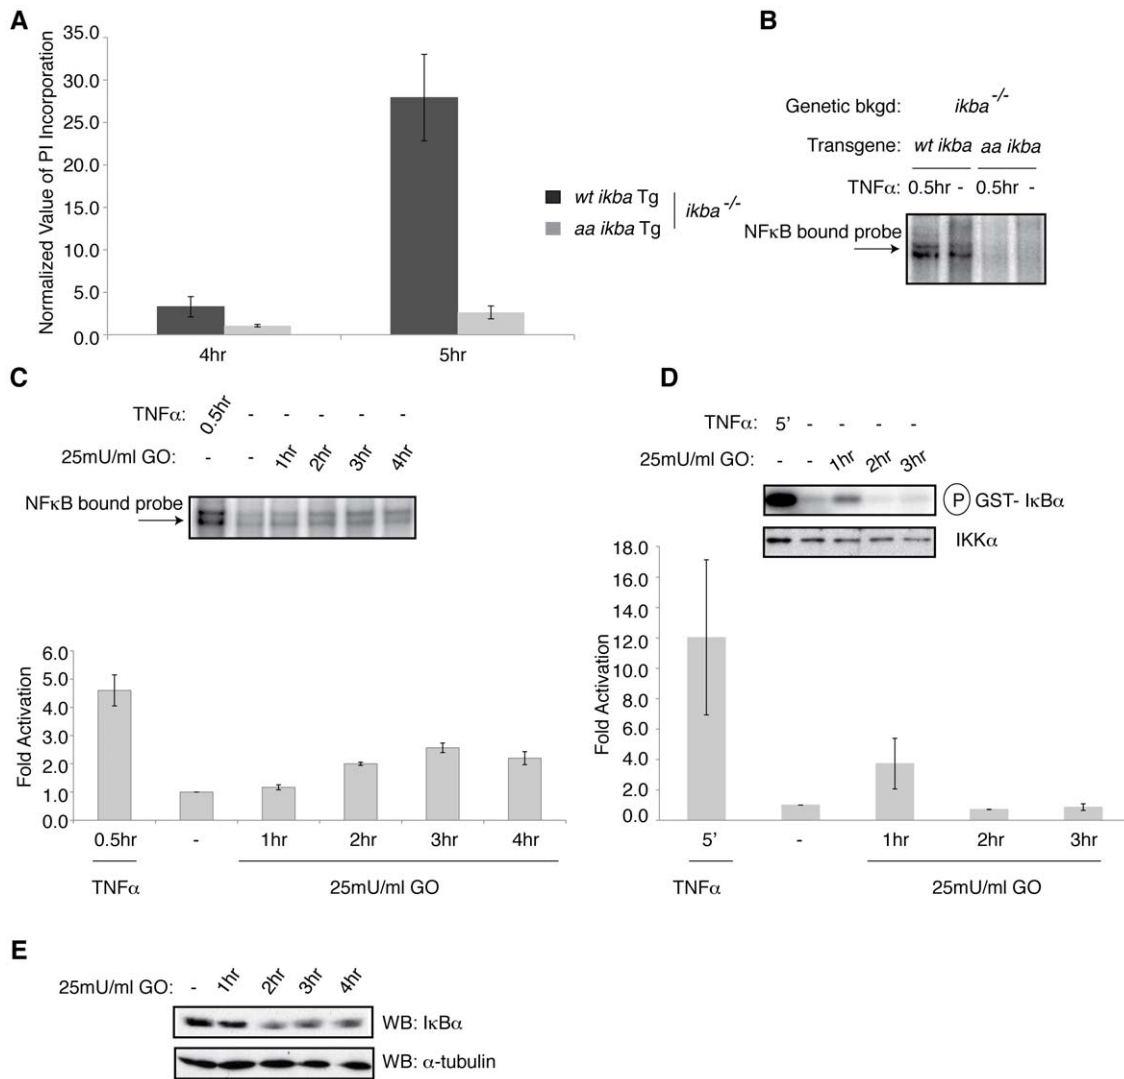 A
Normalized Value of PI Incorporation
35.0
30.0
25.0
20.0
15.0
10.0
5.0
0.0
4hr 5hr
wt ikba Tg
aa ikba Tg
ikba-/-
B
Genetic bkgd: ikba-/-
Transgene: wt ikba aa ikba
TNFα: 0.5hr - 0.5hr -
NFκB bound probe
C
TNFα: 0.5hr - - - - -
25mU/ml GO: - - 1hr 2hr 3hr 4hr
NFκB bound probe
Fold Activation
6.0
5.0
4.0
3.0
2.0
1.0
0.0
0.5hr - 1hr 2hr 3hr 4hr
TNFα 25mU/ml GO
D
TNFα: 5' - - - -
25mU/ml GO: - - 1hr 2hr 3hr
P GST- IκBα
IKKα
Fold Activation
18.0
16.0
14.0
12.0
10.0
8.0
6.0
4.0
2.0
0.0
5' - 1hr 2hr 3hr
TNFα 25mU/ml GO
E
25mU/ml GO: - 1hr 2hr 3hr 4hr
WB: IκBα
WB: α-tubulin